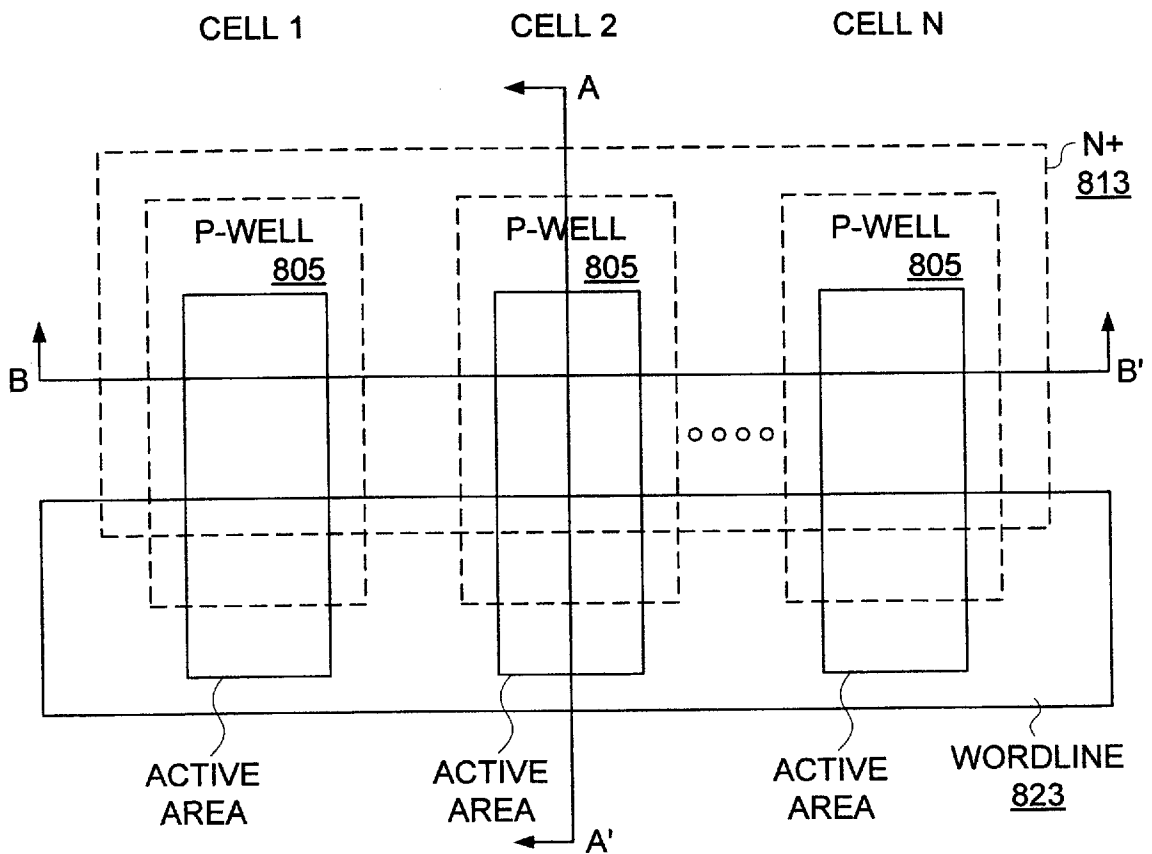 CELL 1
CELL 2
CELL N
A
N+
813
P-WELL
805
P-WELL
805
P-WELL
805
B
B'
ACTIVE
AREA
ACTIVE
AREA
ACTIVE
AREA
WORDLINE
823
A'